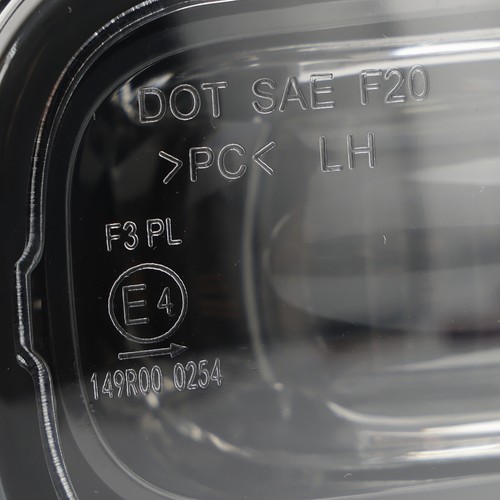 DOT SAE F20
>PC< LH
F3 PL
E4
149R00 0254